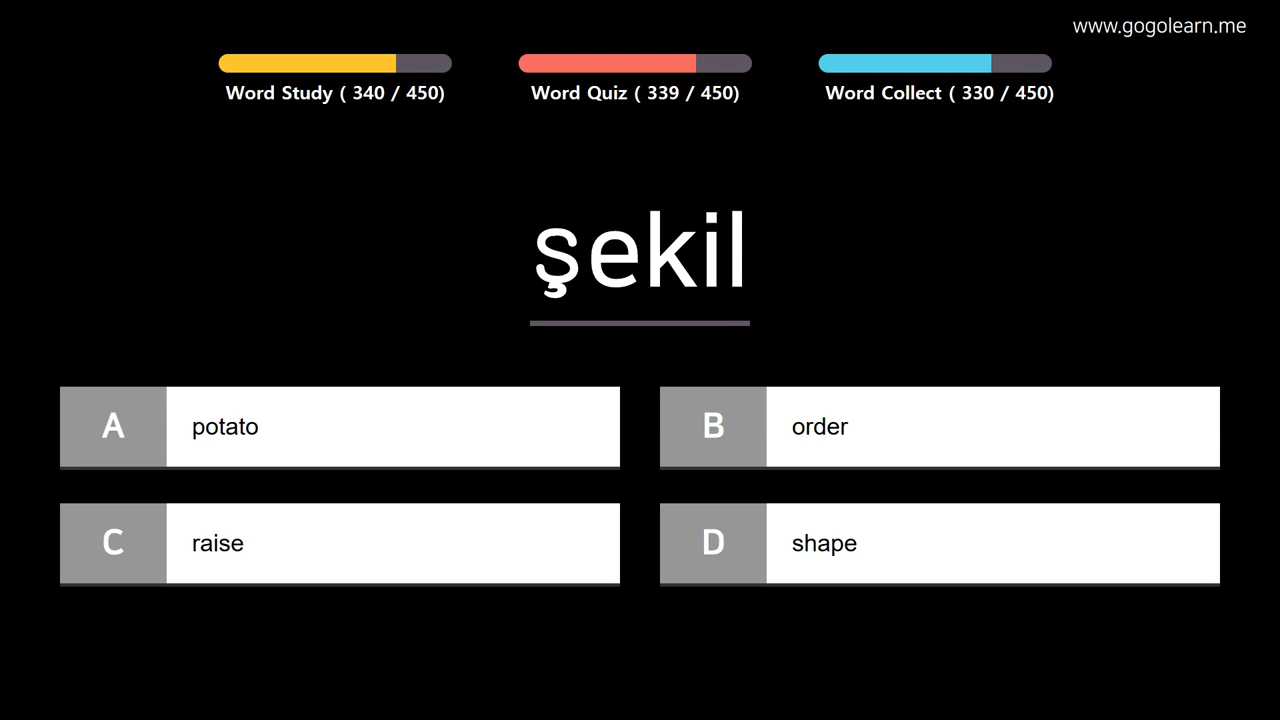 www.gogolearn.me
Word Study ( 340 / 450)
Word Quiz ( 339 / 450)
Word Collect ( 330 / 450)
şekil
A potato
B order
C raise
D shape